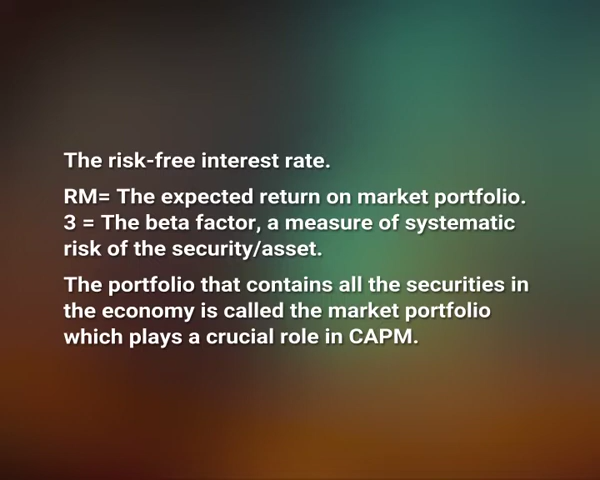 The risk-free interest rate.
RM= The expected return on market portfolio.
3 = The beta factor, a measure of systematic
risk of the security/asset.
The portfolio that contains all the securities in
the economy is called the market portfolio
which plays a crucial role in CAPM.